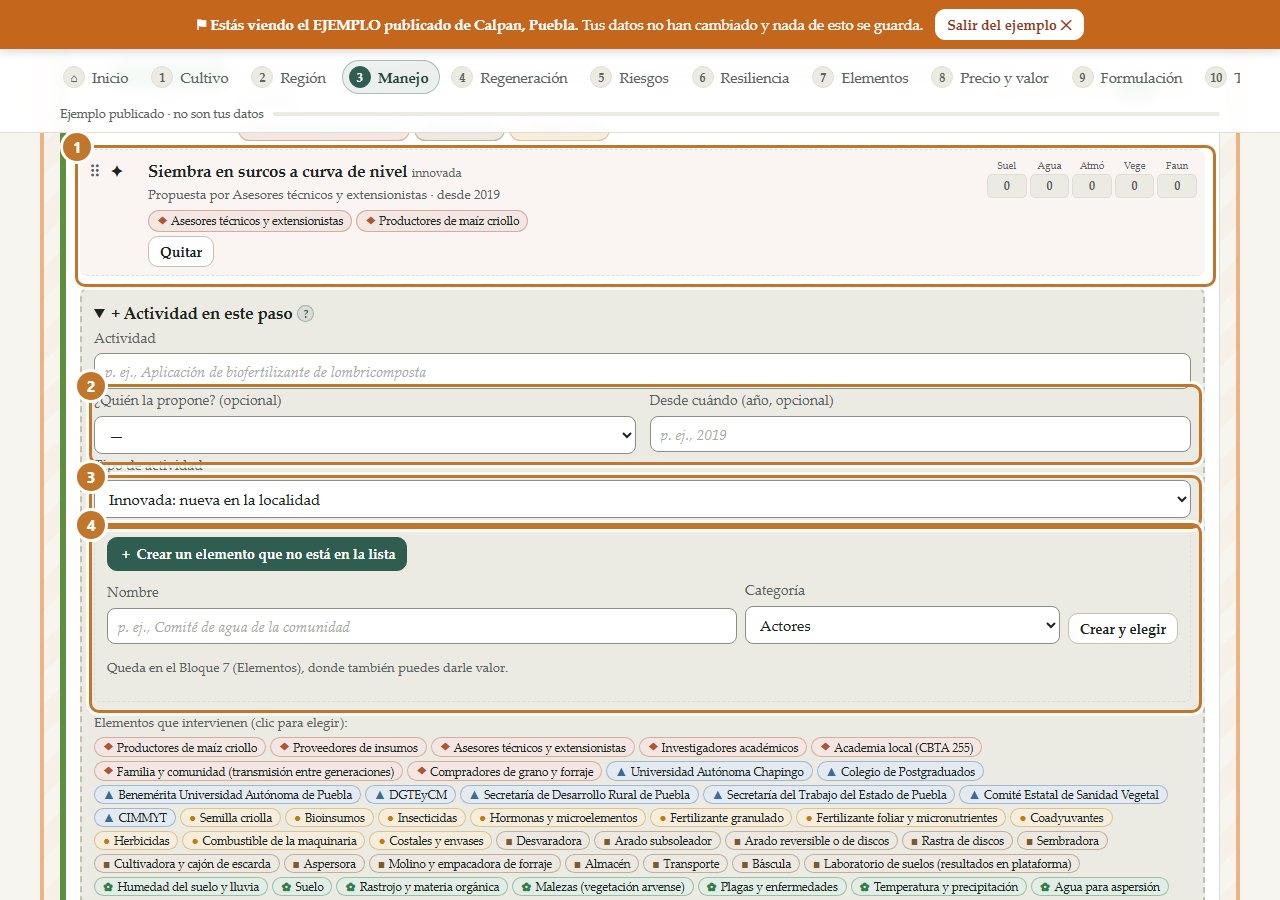 ⚑ Estás viendo el EJEMPLO publicado de Calpan, Puebla. Tus datos no han cambiado y nada de esto se guarda. Salir del ejemplo ✕
⌂ Inicio 1 Cultivo 2 Región 3 Manejo 4 Regeneración 5 Riesgos 6 Resiliencia 7 Elementos 8 Precio y valor 9 Formulación 10
Ejemplo publicado · no son tus datos
1
✦ Siembra en surcos a curva de nivel innovada
Suel Agua Atmó Vege Faun
0 0 0 0 0
Propuesta por Asesores técnicos y extensionistas · desde 2019
◆ Asesores técnicos y extensionistas ◆ Productores de maíz criollo
Quitar
▼ + Actividad en este paso ?
Actividad
p. ej., Aplicación de biofertilizante de lombricomposta
2
¿Quién la propone? (opcional) Desde cuándo (año, opcional)
— p. ej., 2019
Tipo de actividad
3
Innovada: nueva en la localidad
4
+ Crear un elemento que no está en la lista
Nombre Categoría
p. ej., Comité de agua de la comunidad Actores Crear y elegir
Queda en el Bloque 7 (Elementos), donde también puedes darle valor.
Elementos que intervienen (clic para elegir):
◆ Productores de maíz criollo ◆ Proveedores de insumos ◆ Asesores técnicos y extensionistas ◆ Investigadores académicos ◆ Academia local (CBTA 255)
◆ Familia y comunidad (transmisión entre generaciones) ◆ Compradores de grano y forraje ▲ Universidad Autónoma Chapingo ▲ Colegio de Postgraduados
▲ Benemérita Universidad Autónoma de Puebla ▲ DGTEyCM ▲ Secretaría de Desarrollo Rural de Puebla ▲ Secretaría del Trabajo del Estado de Puebla ▲ Comité Estatal de Sanidad Vegetal
▲ CIMMYT ● Semilla criolla ● Bioinsumos ● Insecticidas ● Hormonas y microelementos ● Fertilizante granulado ● Fertilizante foliar y micronutrientes ● Coadyuvantes
● Herbicidas ● Combustible de la maquinaria ● Costales y envases ■ Desvaradora ■ Arado subsoleador ■ Arado reversible o de discos ■ Rastra de discos ■ Sembradora
■ Cultivadora y cajón de escarda ■ Aspersora ■ Molino y empacadora de forraje ■ Almacén ■ Transporte ■ Báscula ■ Laboratorio de suelos (resultados en plataforma)
✿ Humedad del suelo y lluvia ✿ Suelo ✿ Rastrojo y materia orgánica ✿ Malezas (vegetación arvense) ✿ Plagas y enfermedades ✿ Temperatura y precipitación ✿ Agua para aspersión